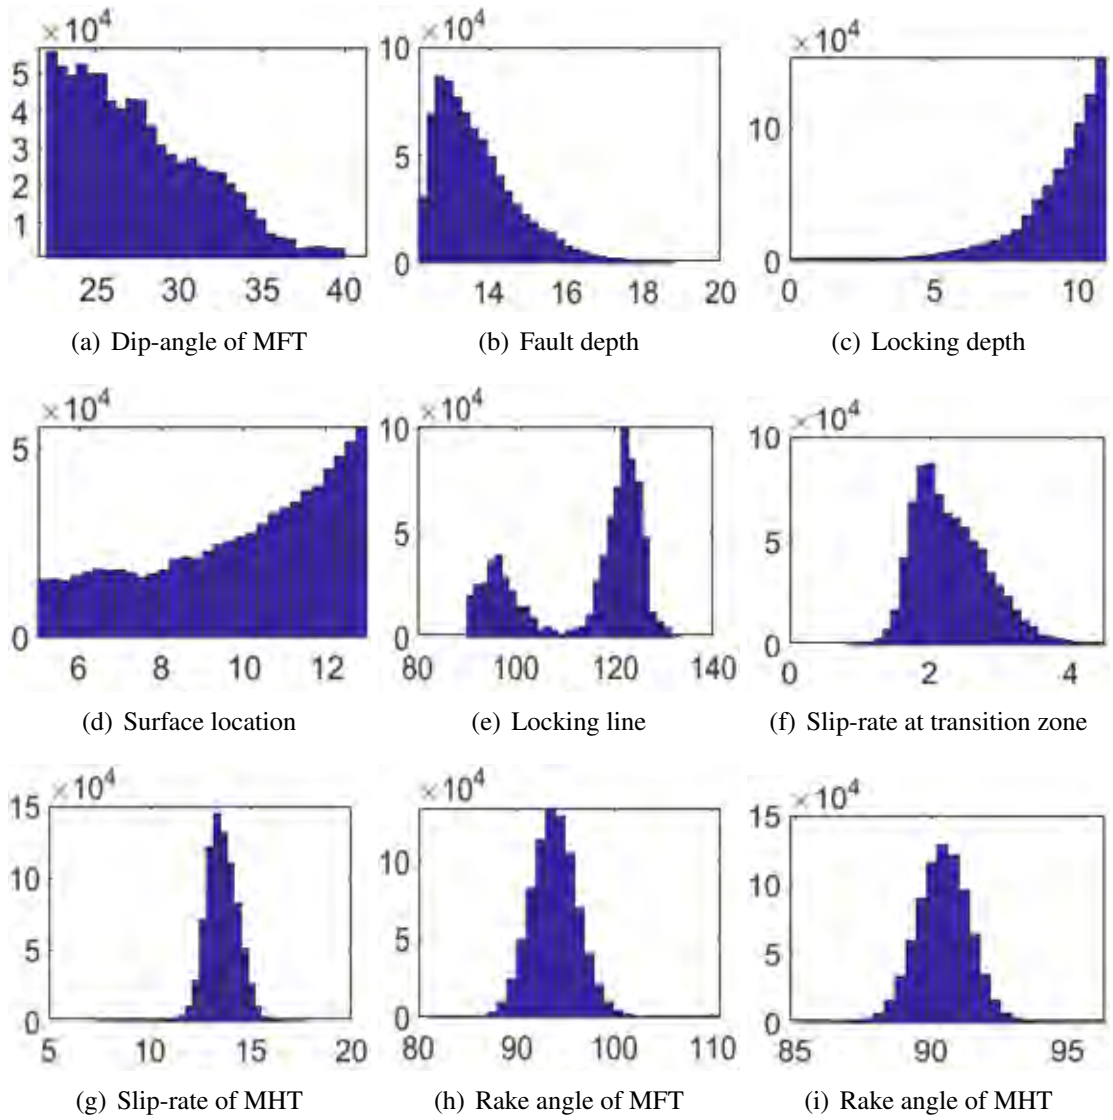 ×10⁴ ×10⁴ ×10⁴
5 10
4
3 5 10
2
1
0 0
25 30 35 40 14 16 18 20 0 5 10
(a) Dip-angle of MFT (b) Fault depth (c) Locking depth
×10⁴ ×10⁴ ×10⁴
5 10 10
5 5
0 0 0
6 8 10 12 80 100 120 140 0 2 4
(d) Surface location (e) Locking line (f) Slip-rate at transition zone
×10⁴ ×10⁴ ×10⁴
15 15
10 10 10
5 5 5
0 0 0
5 10 15 20 80 90 100 110 85 90 95
(g) Slip-rate of MHT (h) Rake angle of MFT (i) Rake angle of MHT